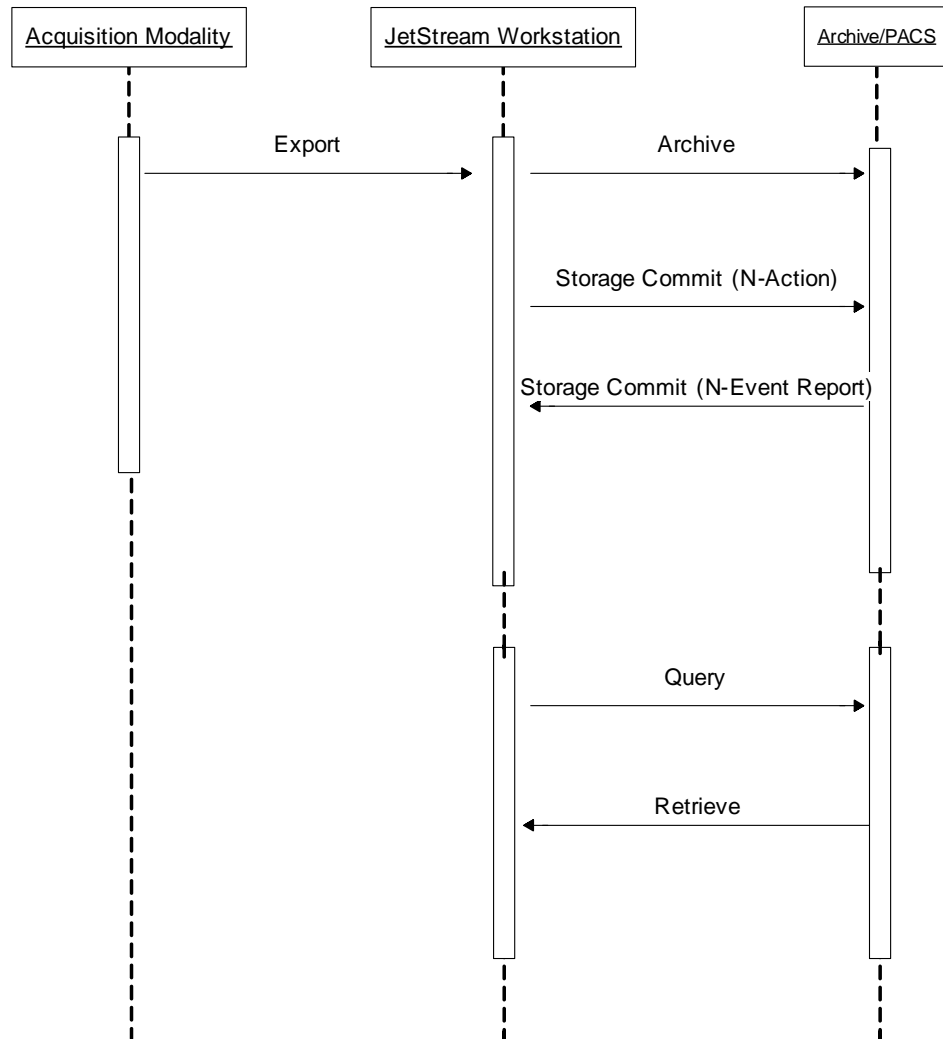 Acquisition Modality
JetStream Workstation
Archive/PACS
Export
Archive
Storage Commit (N-Action)
Storage Commit (N-Event Report)
Query
Retrieve